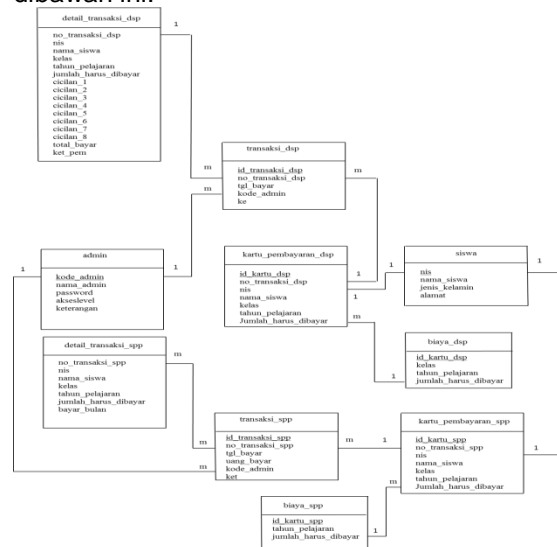 dibawah ini:
detail_transaksi_dsp
no_transaksi_dsp
nis
nama_siswa
kelas
tahun_pelajaran
jumlah_harus_dibayar
cicilan_1
cicilan_2
cicilan_3
cicilan_4
cicilan_5
cicilan_6
cicilan_7
cicilan_8
total_bayar
ket_pem
1
transaksi_dsp
id_transaksi_dsp
no_transaksi_dsp
tgl_bayar
kode_admin
ke
m
m
m
admin
kode_admin
nama_admin
password
akseslevel
keterangan
1
1
kartu_pembayaran_dsp
id_kartu_dsp
no_transaksi_dsp
nis
nama_siswa
kelas
tahun_pelajaran
Jumlah_harus_dibayar
1
1
m
siswa
nis
nama_siswa
jenis_kelamin
alamat
1
1
biaya_dsp
id_kartu_dsp
kelas
tahun_pelajaran
jumlah_harus_dibayar
1
detail_transaksi_spp
no_transaksi_spp
nis
nama_siswa
kelas
tahun_pelajaran
jumlah_harus_dibayar
bayar_bulan
m
transaksi_spp
id_transaksi_spp
no_transaksi_spp
tgl_bayar
uang_bayar
kode_admin
ket
m
m
m
kartu_pembayaran_spp
id_kartu_spp
no_transaksi_spp
nis
nama_siswa
kelas
tahun_pelajaran
Jumlah_harus_dibayar
1
1
m
biaya_spp
id_kartu_spp
tahun_pelajaran
jumlah_harus_dibayar
1